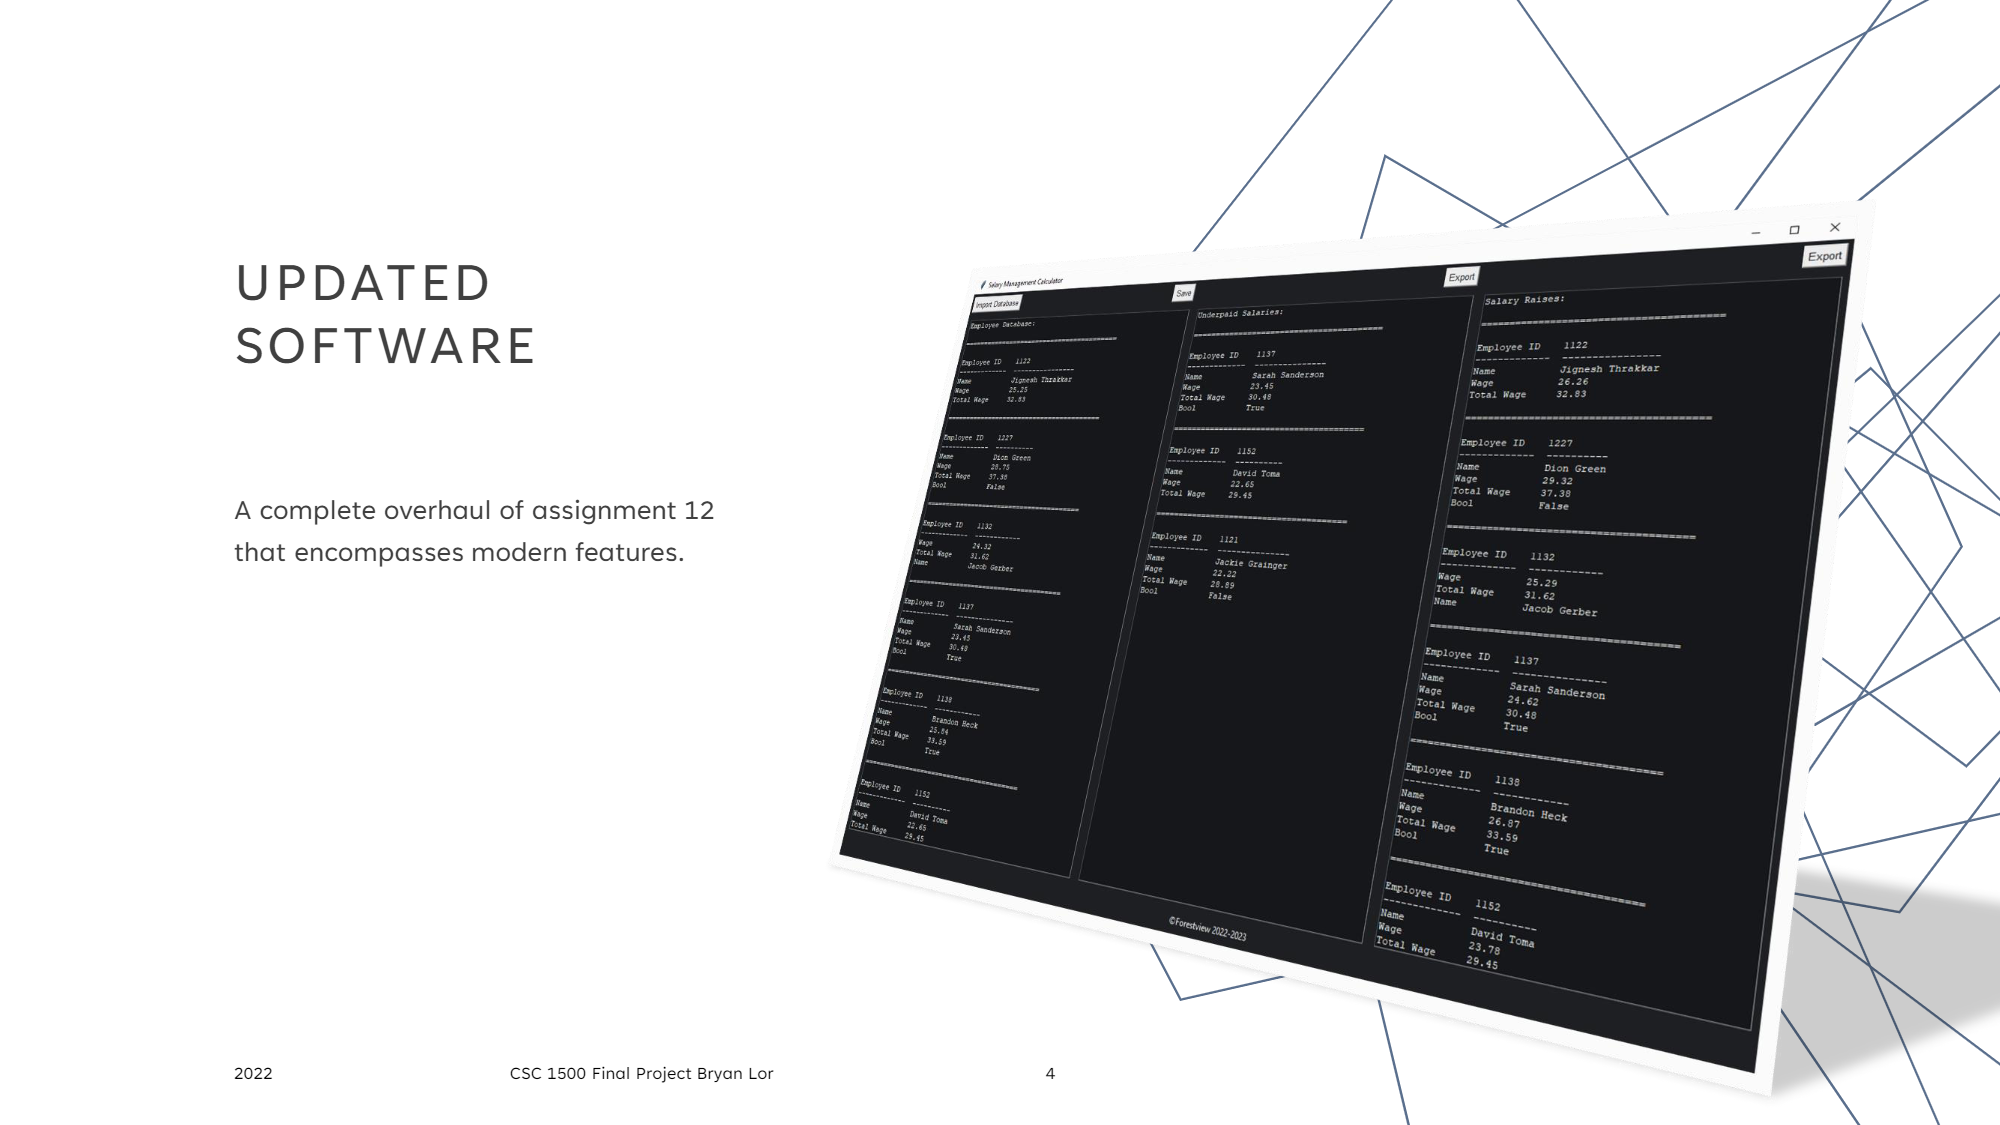 UPDATED
SOFTWARE
A complete overhaul of assignment 12
that encompasses modern features.
Salary Management Calculator
Import Database
Save
Export
Export
Employee Database:
===================================
Employee ID 1122
------------- ----------------
Name Jignesh Thrakkar
Wage 25.25
Total Wage 32.83
===================================
Employee ID 1227
------------- ----------
Name Dion Green
Wage 28.75
Total Wage 37.38
Bool False
===================================
Employee ID 1132
------------- ------------
Wage 24.32
Total Wage 31.62
Name Jacob Gerber
===================================
Employee ID 1137
------------- ---------------
Name Sarah Sanderson
Wage 23.45
Total Wage 30.48
Bool True
===================================
Employee ID 1138
------------- ------------
Name Brandon Heck
Wage 25.84
Total Wage 33.59
Bool True
===================================
Employee ID 1152
------------- ----------
Name David Toma
Wage 22.65
Total Wage 29.45
Underpaid Salaries:
===================================
Employee ID 1137
------------- ---------------
Name Sarah Sanderson
Wage 23.45
Total Wage 30.48
Bool True
===================================
Employee ID 1152
------------- ----------
Name David Toma
Wage 22.65
Total Wage 29.45
===================================
Employee ID 1121
------------- ---------------
Name Jackie Grainger
Wage 22.22
Total Wage 28.89
Bool False
Salary Raises:
===================================
Employee ID 1122
------------- ----------------
Name Jignesh Thrakkar
Wage 26.26
Total Wage 32.83
===================================
Employee ID 1227
------------- ----------
Name Dion Green
Wage 29.32
Total Wage 37.38
Bool False
===================================
Employee ID 1132
------------- ------------
Wage 25.29
Total Wage 31.62
Name Jacob Gerber
===================================
Employee ID 1137
------------- ---------------
Name Sarah Sanderson
Wage 24.62
Total Wage 30.48
Bool True
===================================
Employee ID 1138
------------- ------------
Name Brandon Heck
Wage 26.87
Total Wage 33.59
Bool True
===================================
Employee ID 1152
------------- ----------
Name David Toma
Wage 23.78
Total Wage 29.45
©Forestview 2022-2023
2022 CSC 1500 Final Project Bryan Lor 4